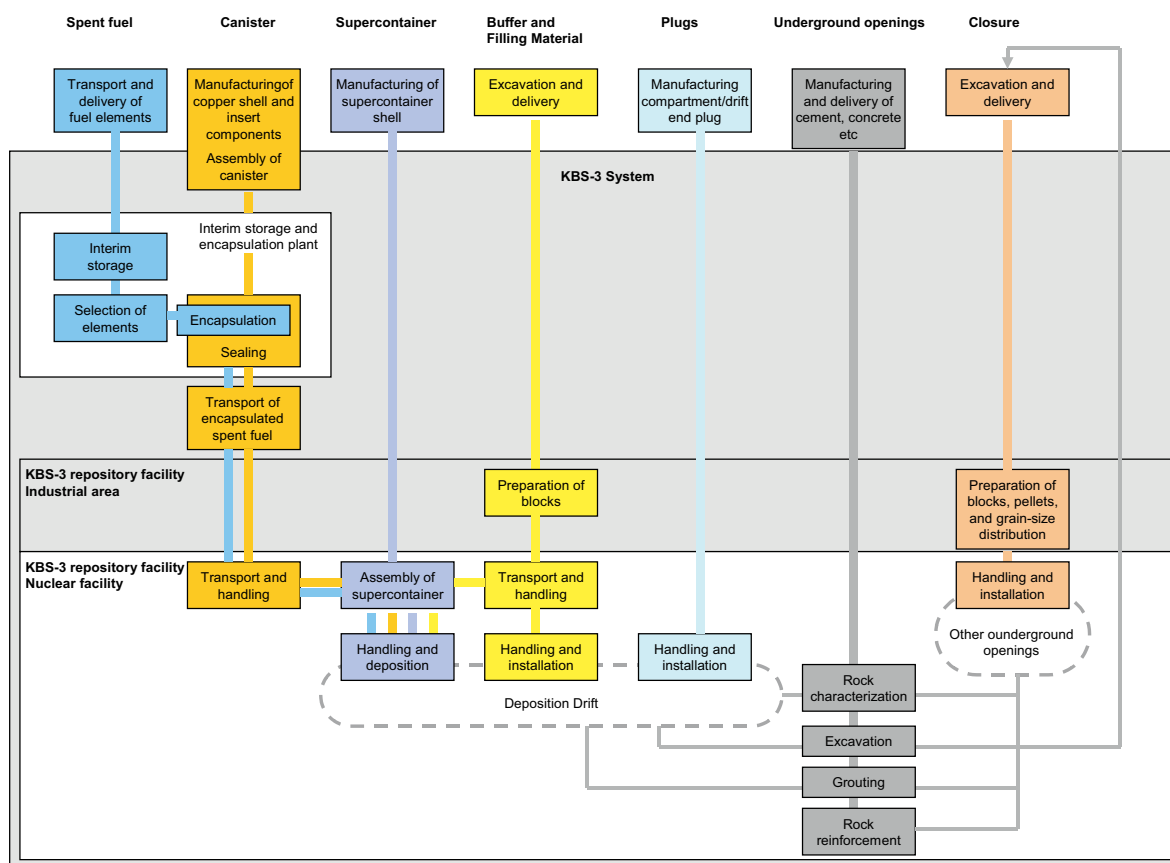 Spent fuel
Canister
Supercontainer
Buffer and
Filling Material
Plugs
Underground openings
Closure
Transport and
delivery of
fuel elements
Manufacturingof
copper shell and
insert
components
Assembly of
canister
Manufacturing of
supercontainer
shell
Excavation and
delivery
Manufacturing
compartment/drift
end plug
Manufacturing
and delivery of
cement, concrete
etc
Excavation and
delivery
KBS-3 System
Interim storage and
encapsulation plant
Interim
storage
Selection of
elements
Encapsulation
Sealing
Transport of
encapsulated
spent fuel
KBS-3 repository facility
Industrial area
Preparation of
blocks
Preparation of
blocks, pellets,
and grain-size
distribution
KBS-3 repository facility
Nuclear facility
Transport and
handling
Assembly of
supercontainer
Transport and
handling
Handling and
installation
Other ounderground
openings
Handling and
deposition
Handling and
installation
Handling and
installation
Deposition Drift
Rock
characterization
Excavation
Grouting
Rock
reinforcement